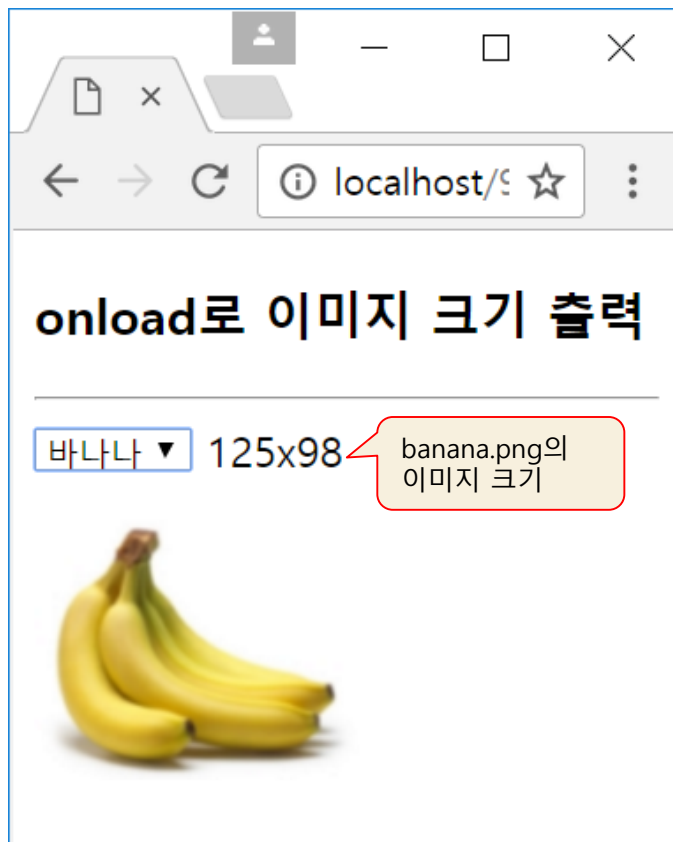 localhost/9
onload로 이미지 크기 출력
바나나 ▼ 125x98
banana.png의
이미지 크기